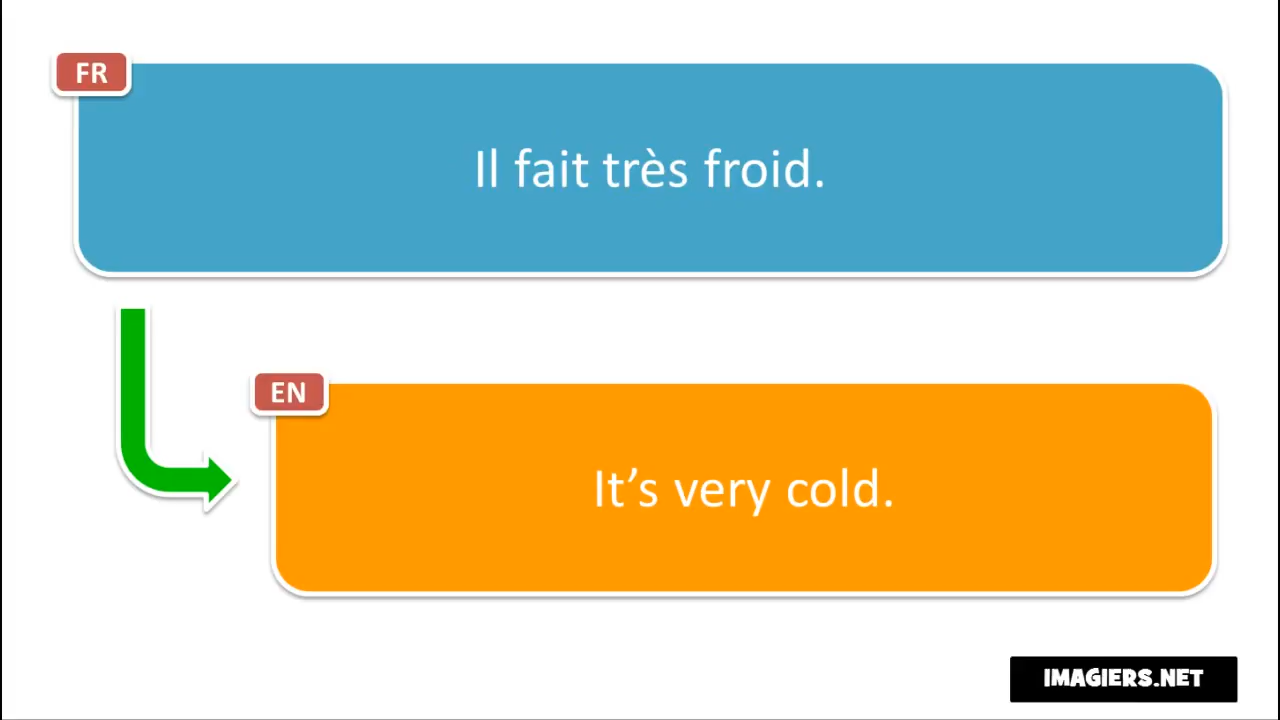 FR
Il fait très froid.
EN
It’s very cold.
IMAGIERS.NET